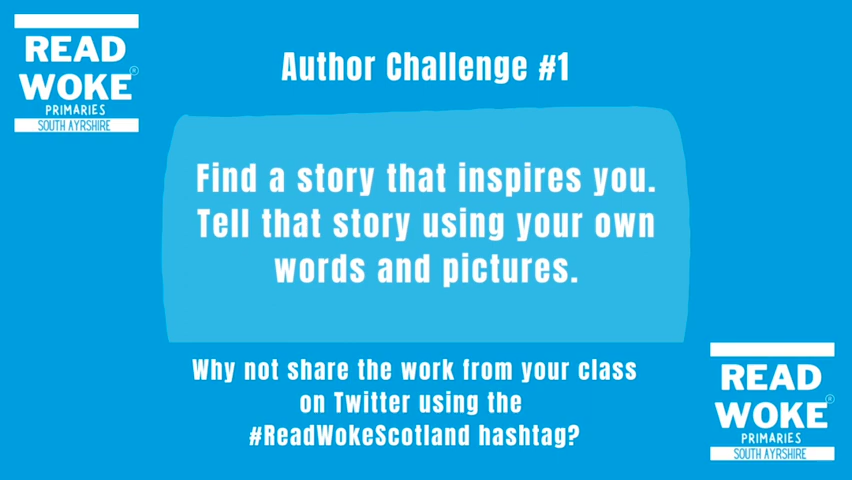 READ
WOKE®
PRIMARIES
SOUTH AYRSHIRE
Author Challenge #1
Find a story that inspires you.
Tell that story using your own
words and pictures.
Why not share the work from your class
on Twitter using the
#ReadWokeScotland hashtag?
READ
WOKE®
PRIMARIES
SOUTH AYRSHIRE